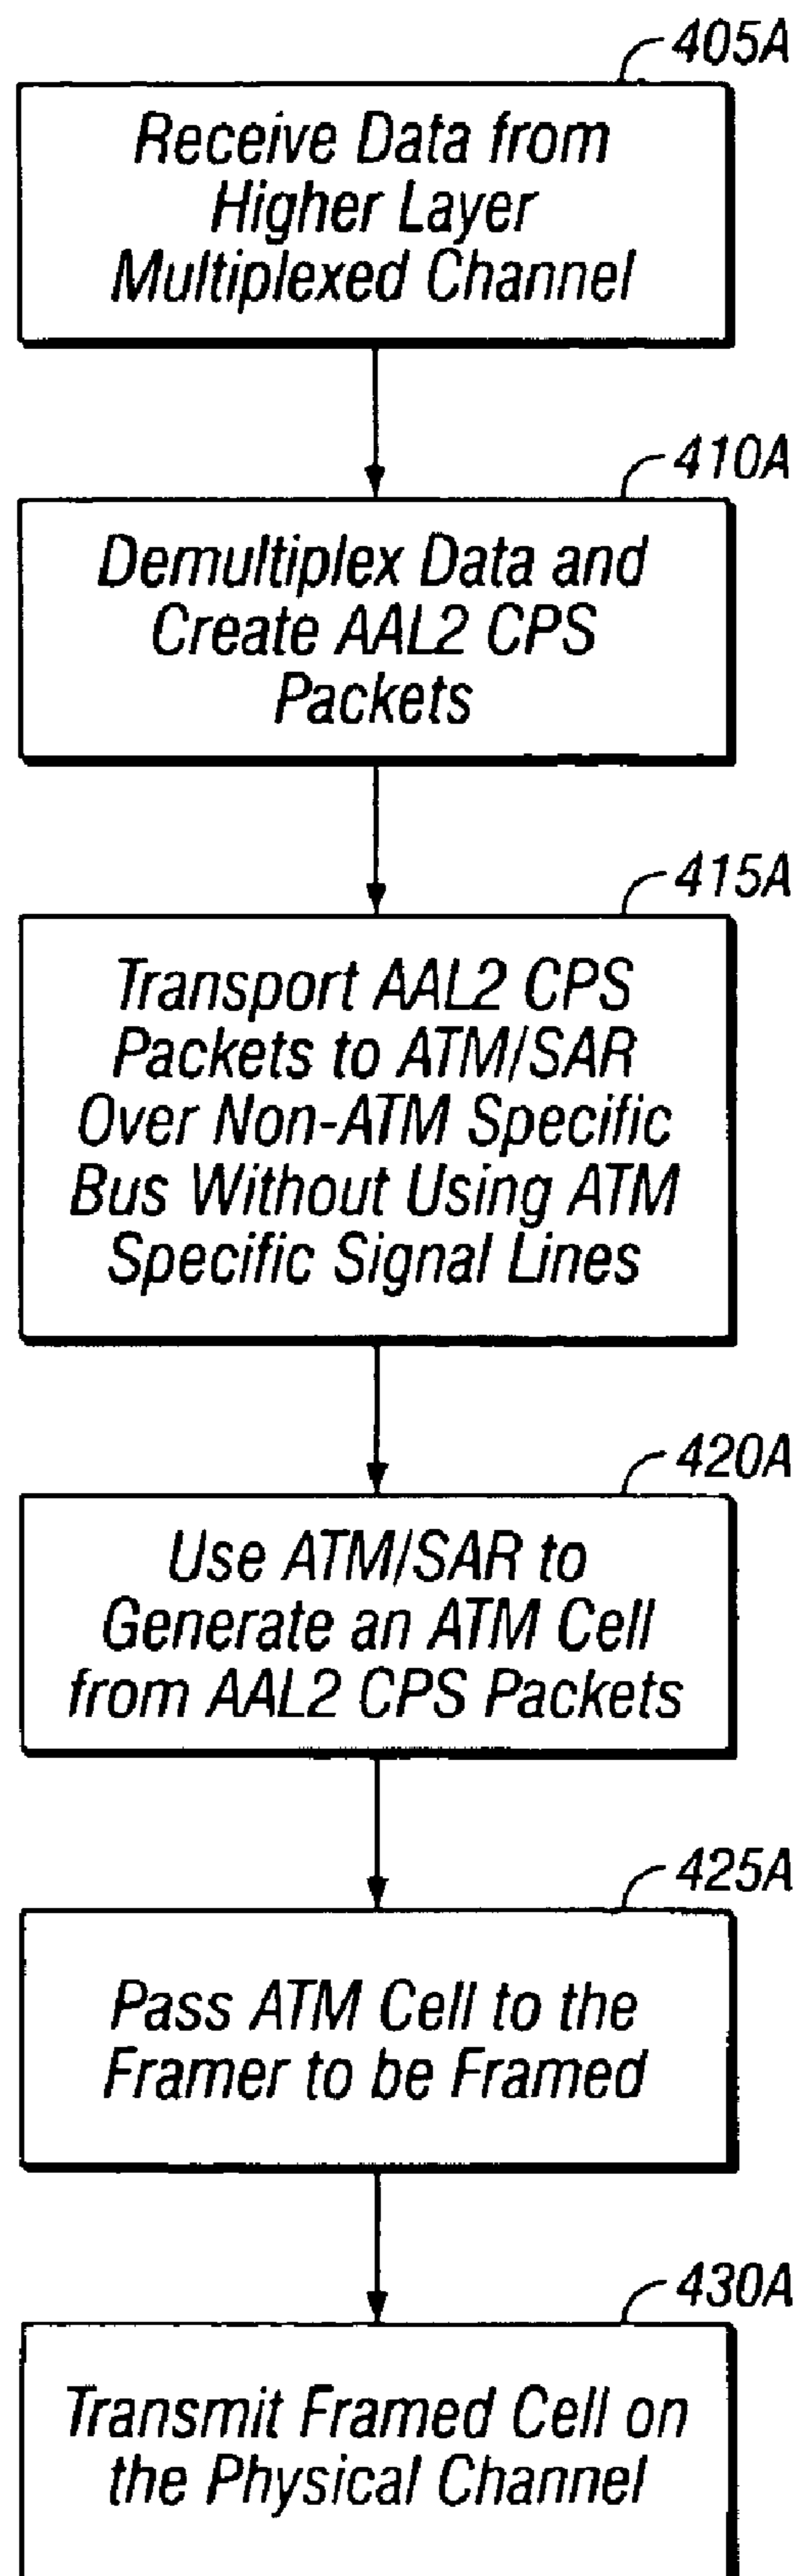 405A
Receive Data from
Higher Layer
Multiplexed Channel
410A
Demultiplex Data and
Create AAL2 CPS
Packets
415A
Transport AAL2 CPS
Packets to ATM/SAR
Over Non-ATM Specific
Bus Without Using ATM
Specific Signal Lines
420A
Use ATM/SAR to
Generate an ATM Cell
from AAL2 CPS Packets
425A
Pass ATM Cell to the
Framer to be Framed
430A
Transmit Framed Cell on
the Physical Channel